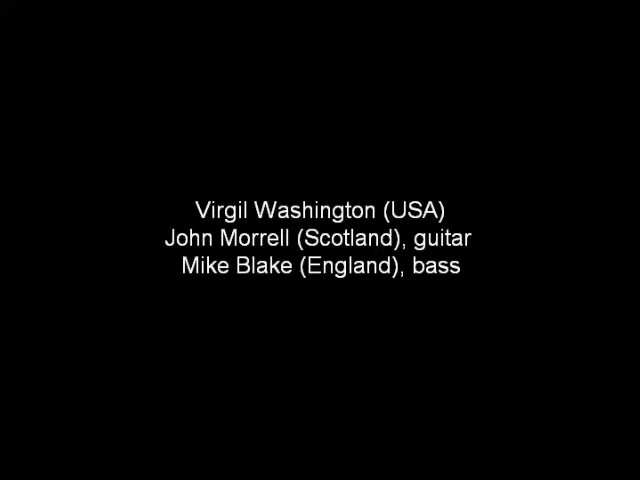 Virgil Washington (USA)
John Morrell (Scotland), guitar
Mike Blake (England), bass